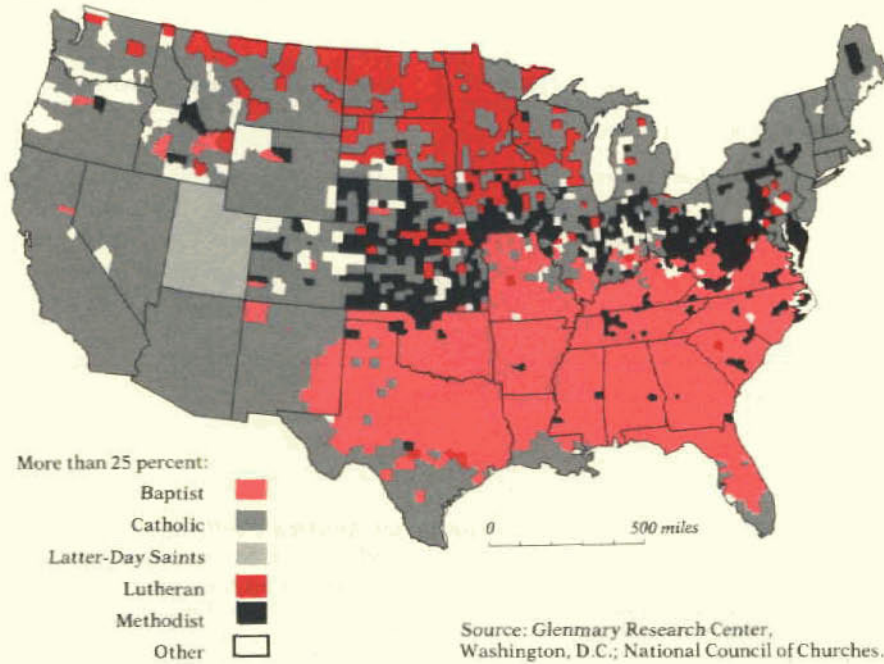 More than 25 percent:
Baptist
Catholic
Latter-Day Saints
Lutheran
Methodist
Other
0 500 miles
Source: Glenmary Research Center,
Washington, D.C.; National Council of Churches.